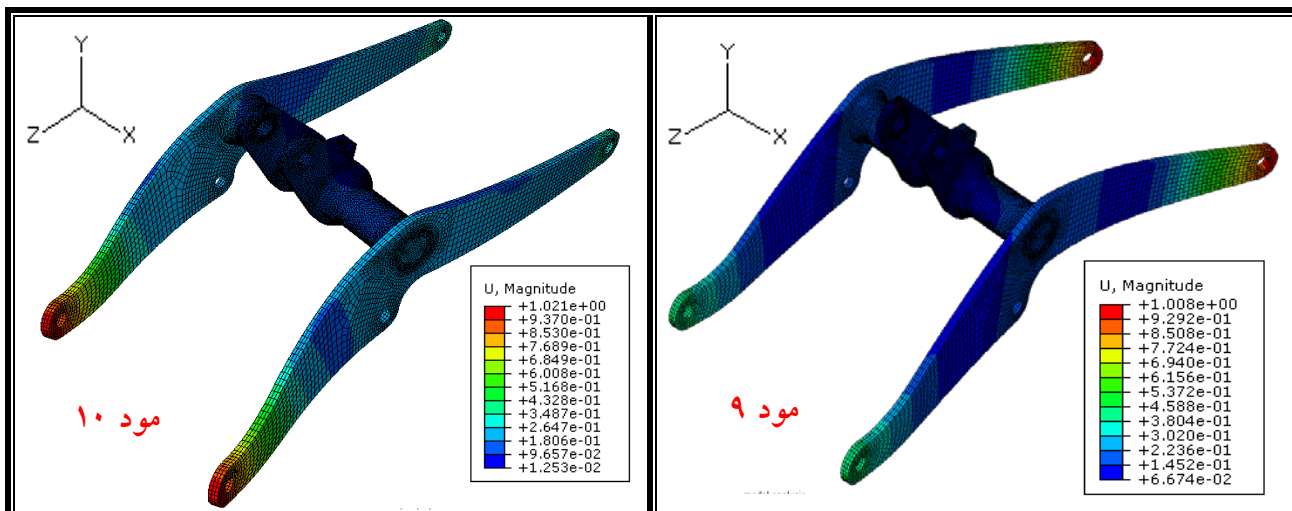 Y
Z
X
U, Magnitude
+1.021e+00
+9.370e-01
+8.530e-01
+7.689e-01
+6.849e-01
+6.008e-01
+5.168e-01
+4.328e-01
+3.487e-01
+2.647e-01
+1.806e-01
+9.657e-02
+1.253e-02
مود ۱۰
Y
Z
X
U, Magnitude
+1.008e+00
+9.292e-01
+8.508e-01
+7.724e-01
+6.940e-01
+6.156e-01
+5.372e-01
+4.588e-01
+3.804e-01
+3.020e-01
+2.236e-01
+1.452e-01
+6.674e-02
مود ۹